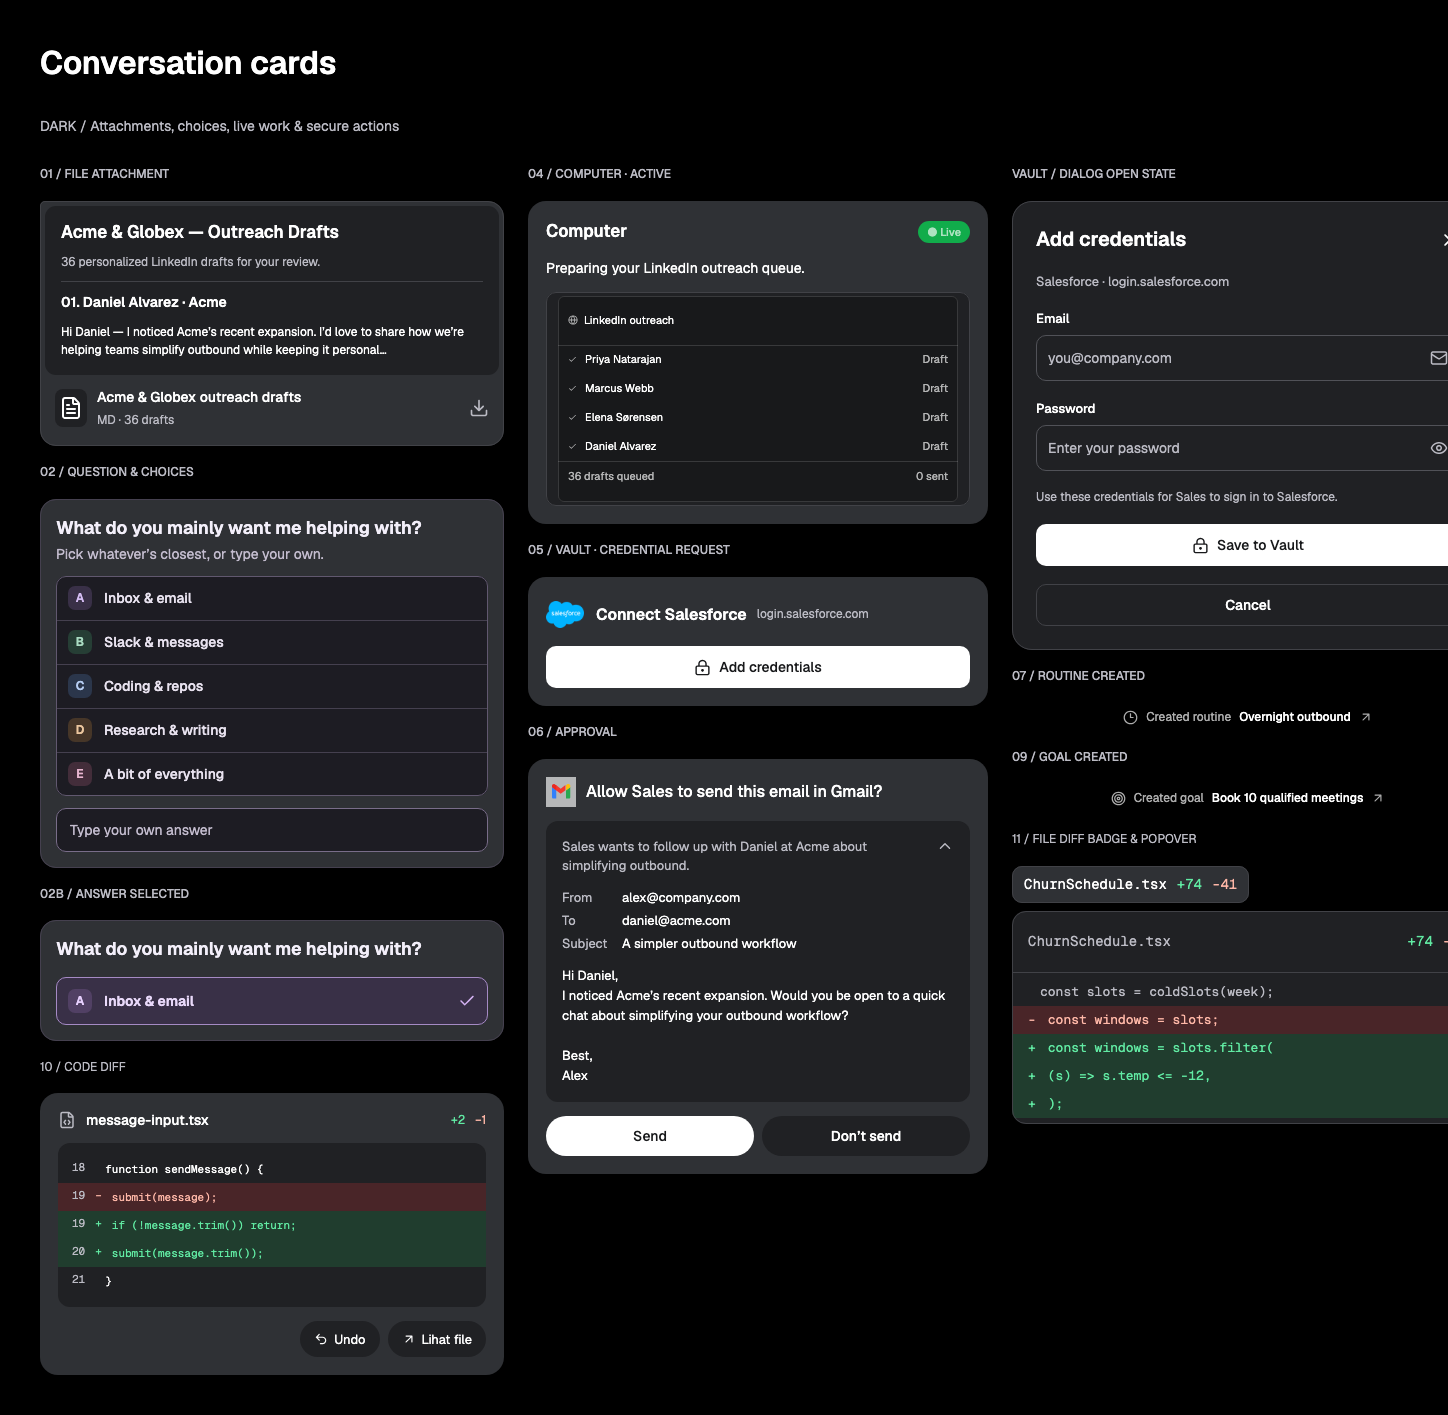 Conversation cards
DARK / Attachments, choices, live work & secure actions
01 / FILE ATTACHMENT
Acme & Globex — Outreach Drafts
36 personalized LinkedIn drafts for your review.
01. Daniel Alvarez · Acme
Hi Daniel — I noticed Acme's recent expansion. I'd love to share how we're
helping teams simplify outbound while keeping it personal...
Acme & Globex outreach drafts
MD · 36 drafts
02 / QUESTION & CHOICES
What do you mainly want me helping with?
Pick whatever's closest, or type your own.
A Inbox & email
B Slack & messages
C Coding & repos
D Research & writing
E A bit of everything
Type your own answer
02B / ANSWER SELECTED
What do you mainly want me helping with?
A Inbox & email
10 / CODE DIFF
message-input.tsx +2 −1
18 function sendMessage() {
19 − submit(message);
19 + if (!message.trim()) return;
20 + submit(message.trim());
21 }
Undo
Lihat file
04 / COMPUTER · ACTIVE
Computer
Live
Preparing your LinkedIn outreach queue.
LinkedIn outreach
Priya Natarajan Draft
Marcus Webb Draft
Elena Sørensen Draft
Daniel Alvarez Draft
36 drafts queued 0 sent
05 / VAULT · CREDENTIAL REQUEST
salesforce
Connect Salesforce login.salesforce.com
Add credentials
06 / APPROVAL
Allow Sales to send this email in Gmail?
Sales wants to follow up with Daniel at Acme about
simplifying outbound.
From alex@company.com
To daniel@acme.com
Subject A simpler outbound workflow
Hi Daniel,
I noticed Acme's recent expansion. Would you be open to a quick
chat about simplifying your outbound workflow?
Best,
Alex
Send
Don't send
VAULT / DIALOG OPEN STATE
Add credentials
Salesforce · login.salesforce.com
Email
you@company.com
Password
Enter your password
Use these credentials for Sales to sign in to Salesforce.
Save to Vault
Cancel
07 / ROUTINE CREATED
Created routine Overnight outbound
09 / GOAL CREATED
Created goal Book 10 qualified meetings
11 / FILE DIFF BADGE & POPOVER
ChurnSchedule.tsx +74 −41
ChurnSchedule.tsx +74
const slots = coldSlots(week);
- const windows = slots;
+ const windows = slots.filter(
+ (s) => s.temp <= -12,
+ );